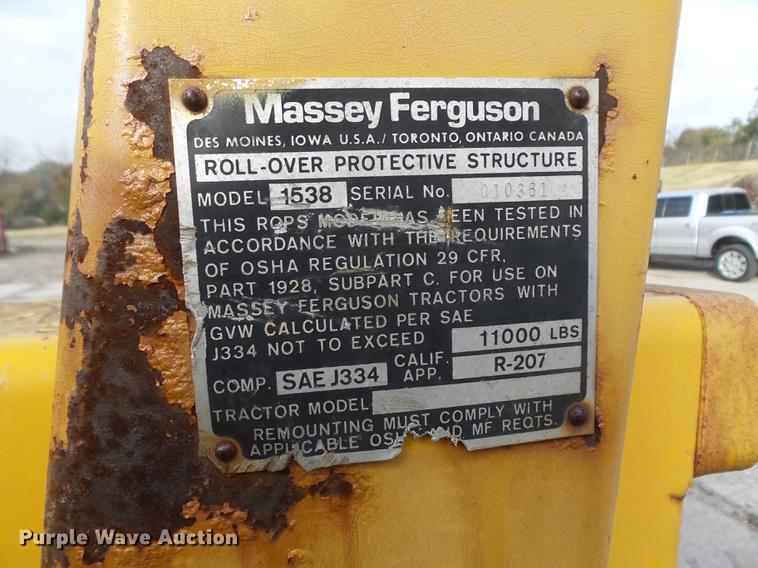 Massey Ferguson
DES MOINES, IOWA U.S.A./ TORONTO, ONTARIO CANADA
ROLL-OVER PROTECTIVE STRUCTURE
MODEL 1538 SERIAL No. 010361
THIS ROPS MODEL HAS BEEN TESTED IN
ACCORDANCE WITH THE REQUIREMENTS
OF OSHA REGULATION 29 CFR,
PART 1928, SUBPART C, FOR USE ON
MASSEY FERGUSON TRACTORS WITH
GVW CALCULATED PER SAE
J334 NOT TO EXCEED 11000 LBS
COMP. SAE J334 CALIF. APP. R-207
TRACTOR MODEL
REMOUNTING MUST COMPLY WITH
APPLICABLE OSHA AND MF REQTS.
Purple Wave Auction